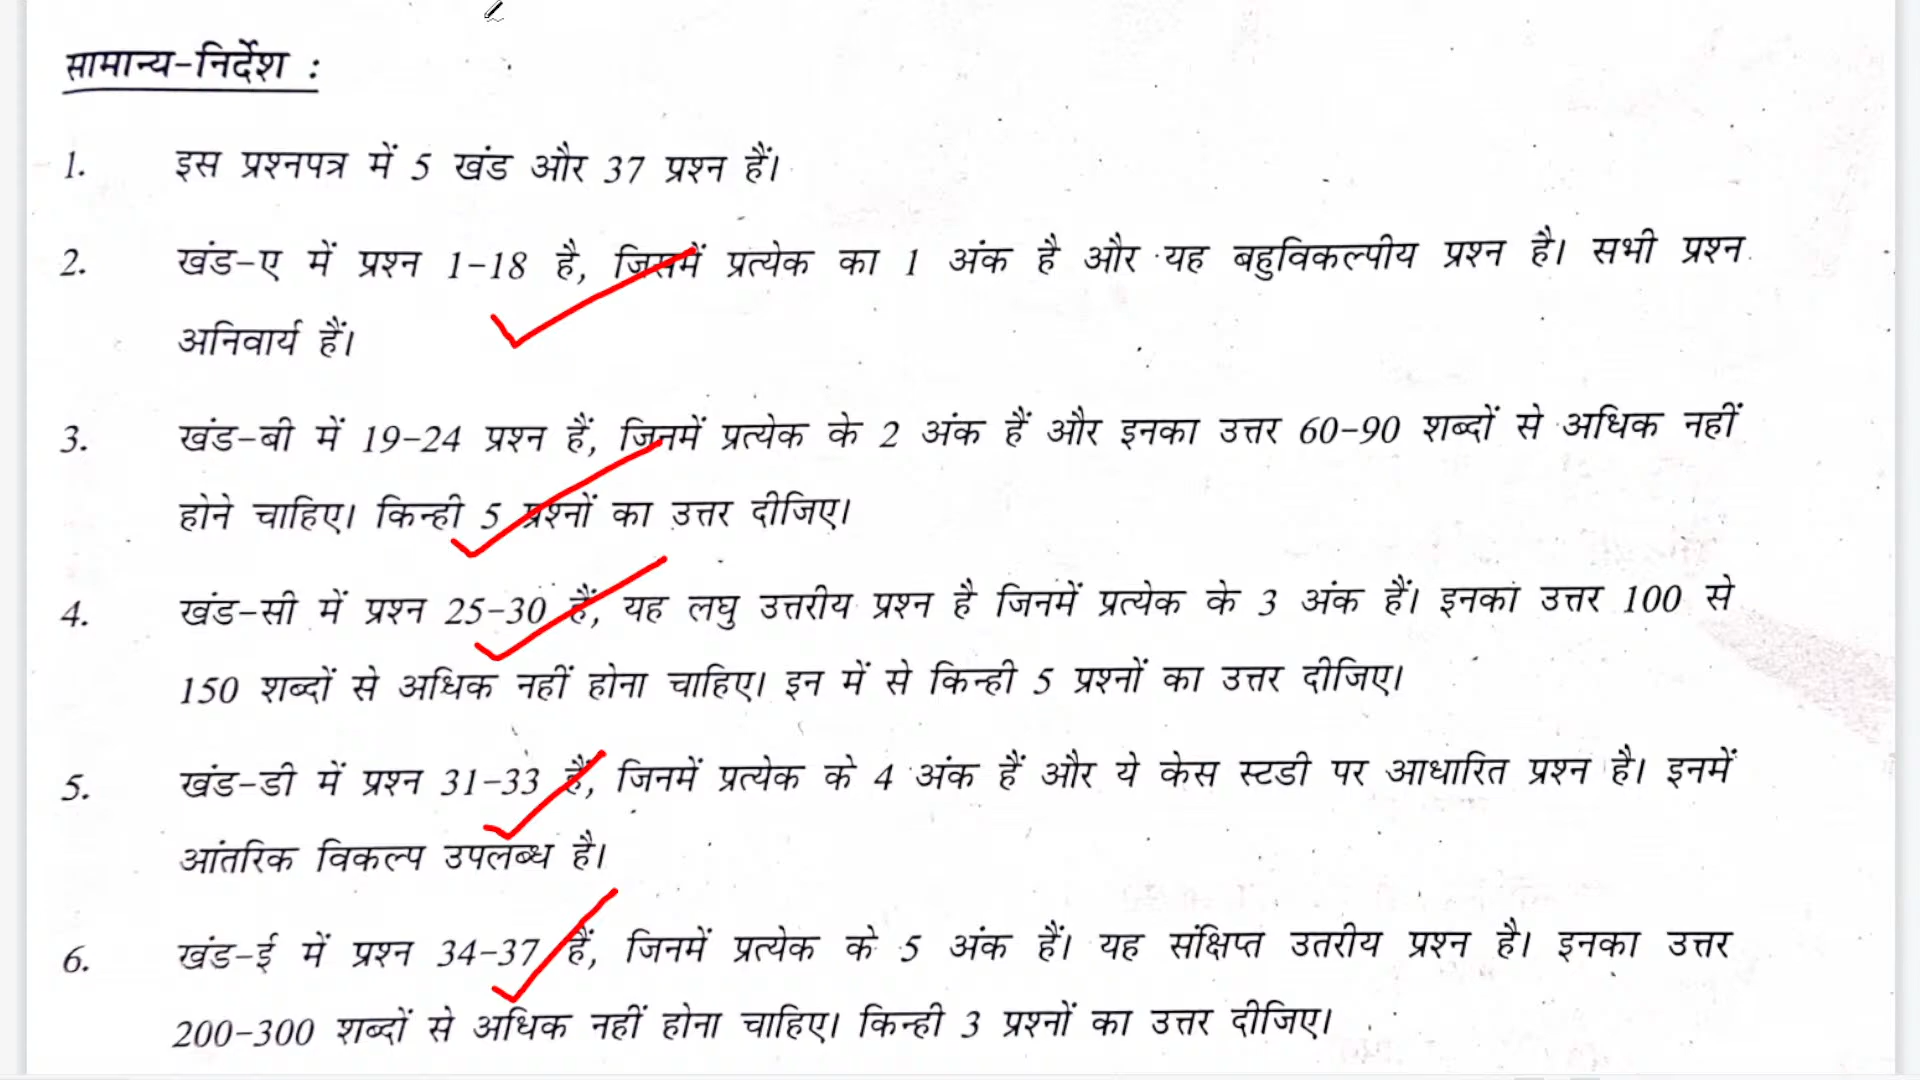 सामान्य-निर्देश :
1. इस प्रश्नपत्र में 5 खंड और 37 प्रश्न हैं।
2. खंड-ए में प्रश्न 1-18 है, जिसमें प्रत्येक का 1 अंक है और यह बहुविकल्पीय प्रश्न है। सभी प्रश्न
अनिवार्य हैं।
3. खंड-बी में 19-24 प्रश्न हैं, जिनमें प्रत्येक के 2 अंक हैं और इनका उत्तर 60-90 शब्दों से अधिक नहीं
होने चाहिए। किन्ही 5 प्रश्नों का उत्तर दीजिए।
4. खंड-सी में प्रश्न 25-30 हैं, यह लघु उत्तरीय प्रश्न है जिनमें प्रत्येक के 3 अंक हैं। इनका उत्तर 100 से
150 शब्दों से अधिक नहीं होना चाहिए। इन में से किन्ही 5 प्रश्नों का उत्तर दीजिए।
5. खंड-डी में प्रश्न 31-33 हैं, जिनमें प्रत्येक के 4 अंक हैं और ये केस स्टडी पर आधारित प्रश्न है। इनमें
आंतरिक विकल्प उपलब्ध है।
6. खंड-ई में प्रश्न 34-37 हैं, जिनमें प्रत्येक के 5 अंक हैं। यह संक्षिप्त उतरीय प्रश्न है। इनका उत्तर
200-300 शब्दों से अधिक नहीं होना चाहिए। किन्ही 3 प्रश्नों का उत्तर दीजिए।